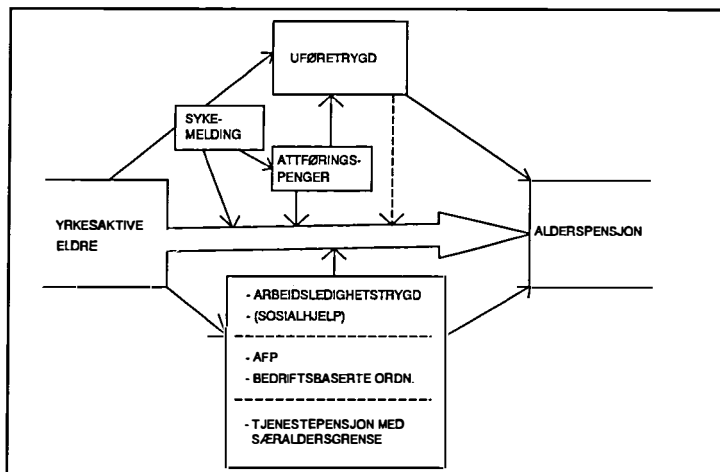 UFØRETRYGD
SYKE-
MELDING
ATTFØRINGS-
PENGER
YRKESAKTIVE
ELDRE
ALDERSPENSJON
- ARBEIDSLEDIGHETSTRYGD
- (SOSIALHJELP)
- AFP
- BEDRIFTSBASERTE ORDN.
- TJENESTEPENSJON MED
SÆRALDERSGRENSE